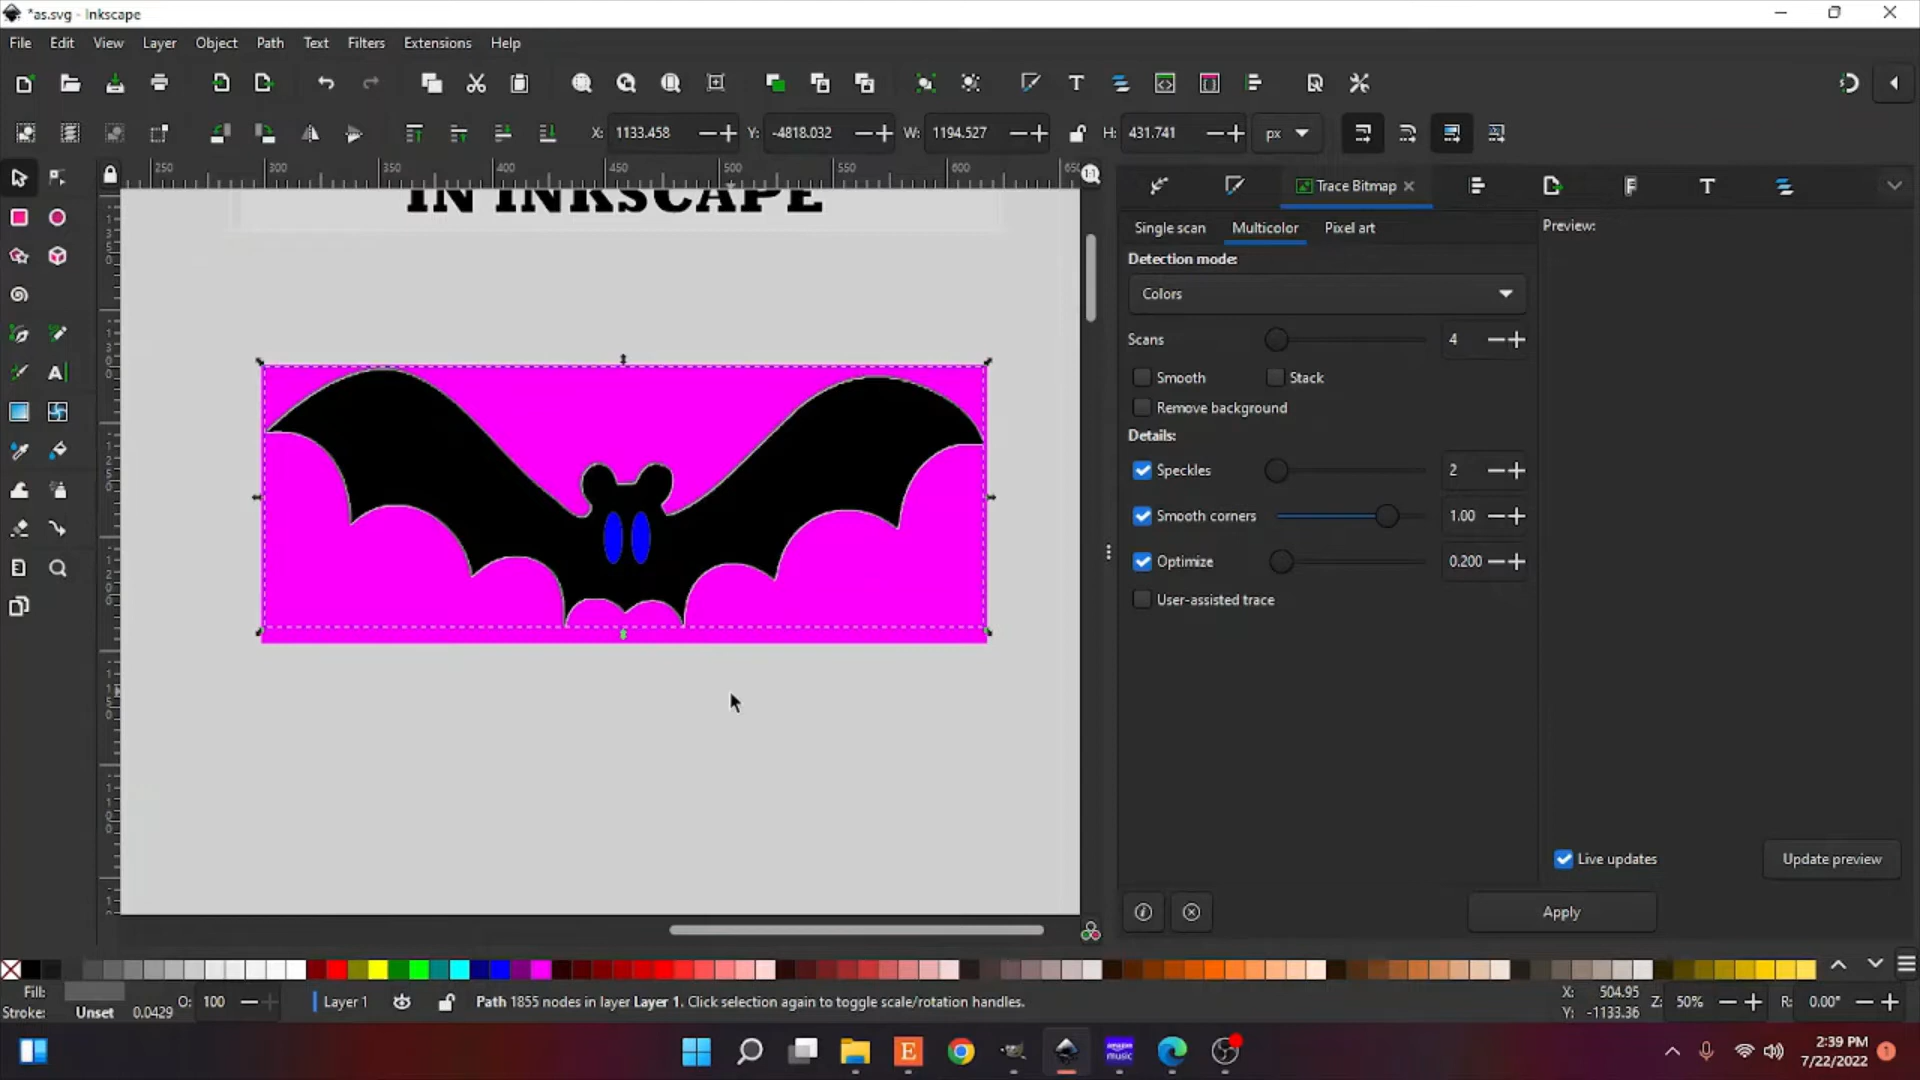 *as.svg - Inkscape
File Edit View Layer Object Path Text Filters Extensions Help
X: 1133.458 Y: -4818.032 W: 1194.527 H: 431.741 px
250 300 350 400 450 500 550 600 650
IN INKSCAPE
Trace Bitmap
Single scan Multicolor Pixel art
Preview:
Detection mode:
Colors
Scans 4
Smooth Stack
Remove background
Details:
Speckles 2
Smooth corners 1.00
Optimize 0.200
User-assisted trace
Live updates Update preview
Apply
Fill:
Stroke: Unset 0.0429 O: 100 Layer 1 Path 1855 nodes in layer Layer 1. Click selection again to toggle scale/rotation handles.
X: 504.95
Y: -1133.36
Z: 50% R: 0.00°
E
amazon music
2:39 PM
7/22/2022
1